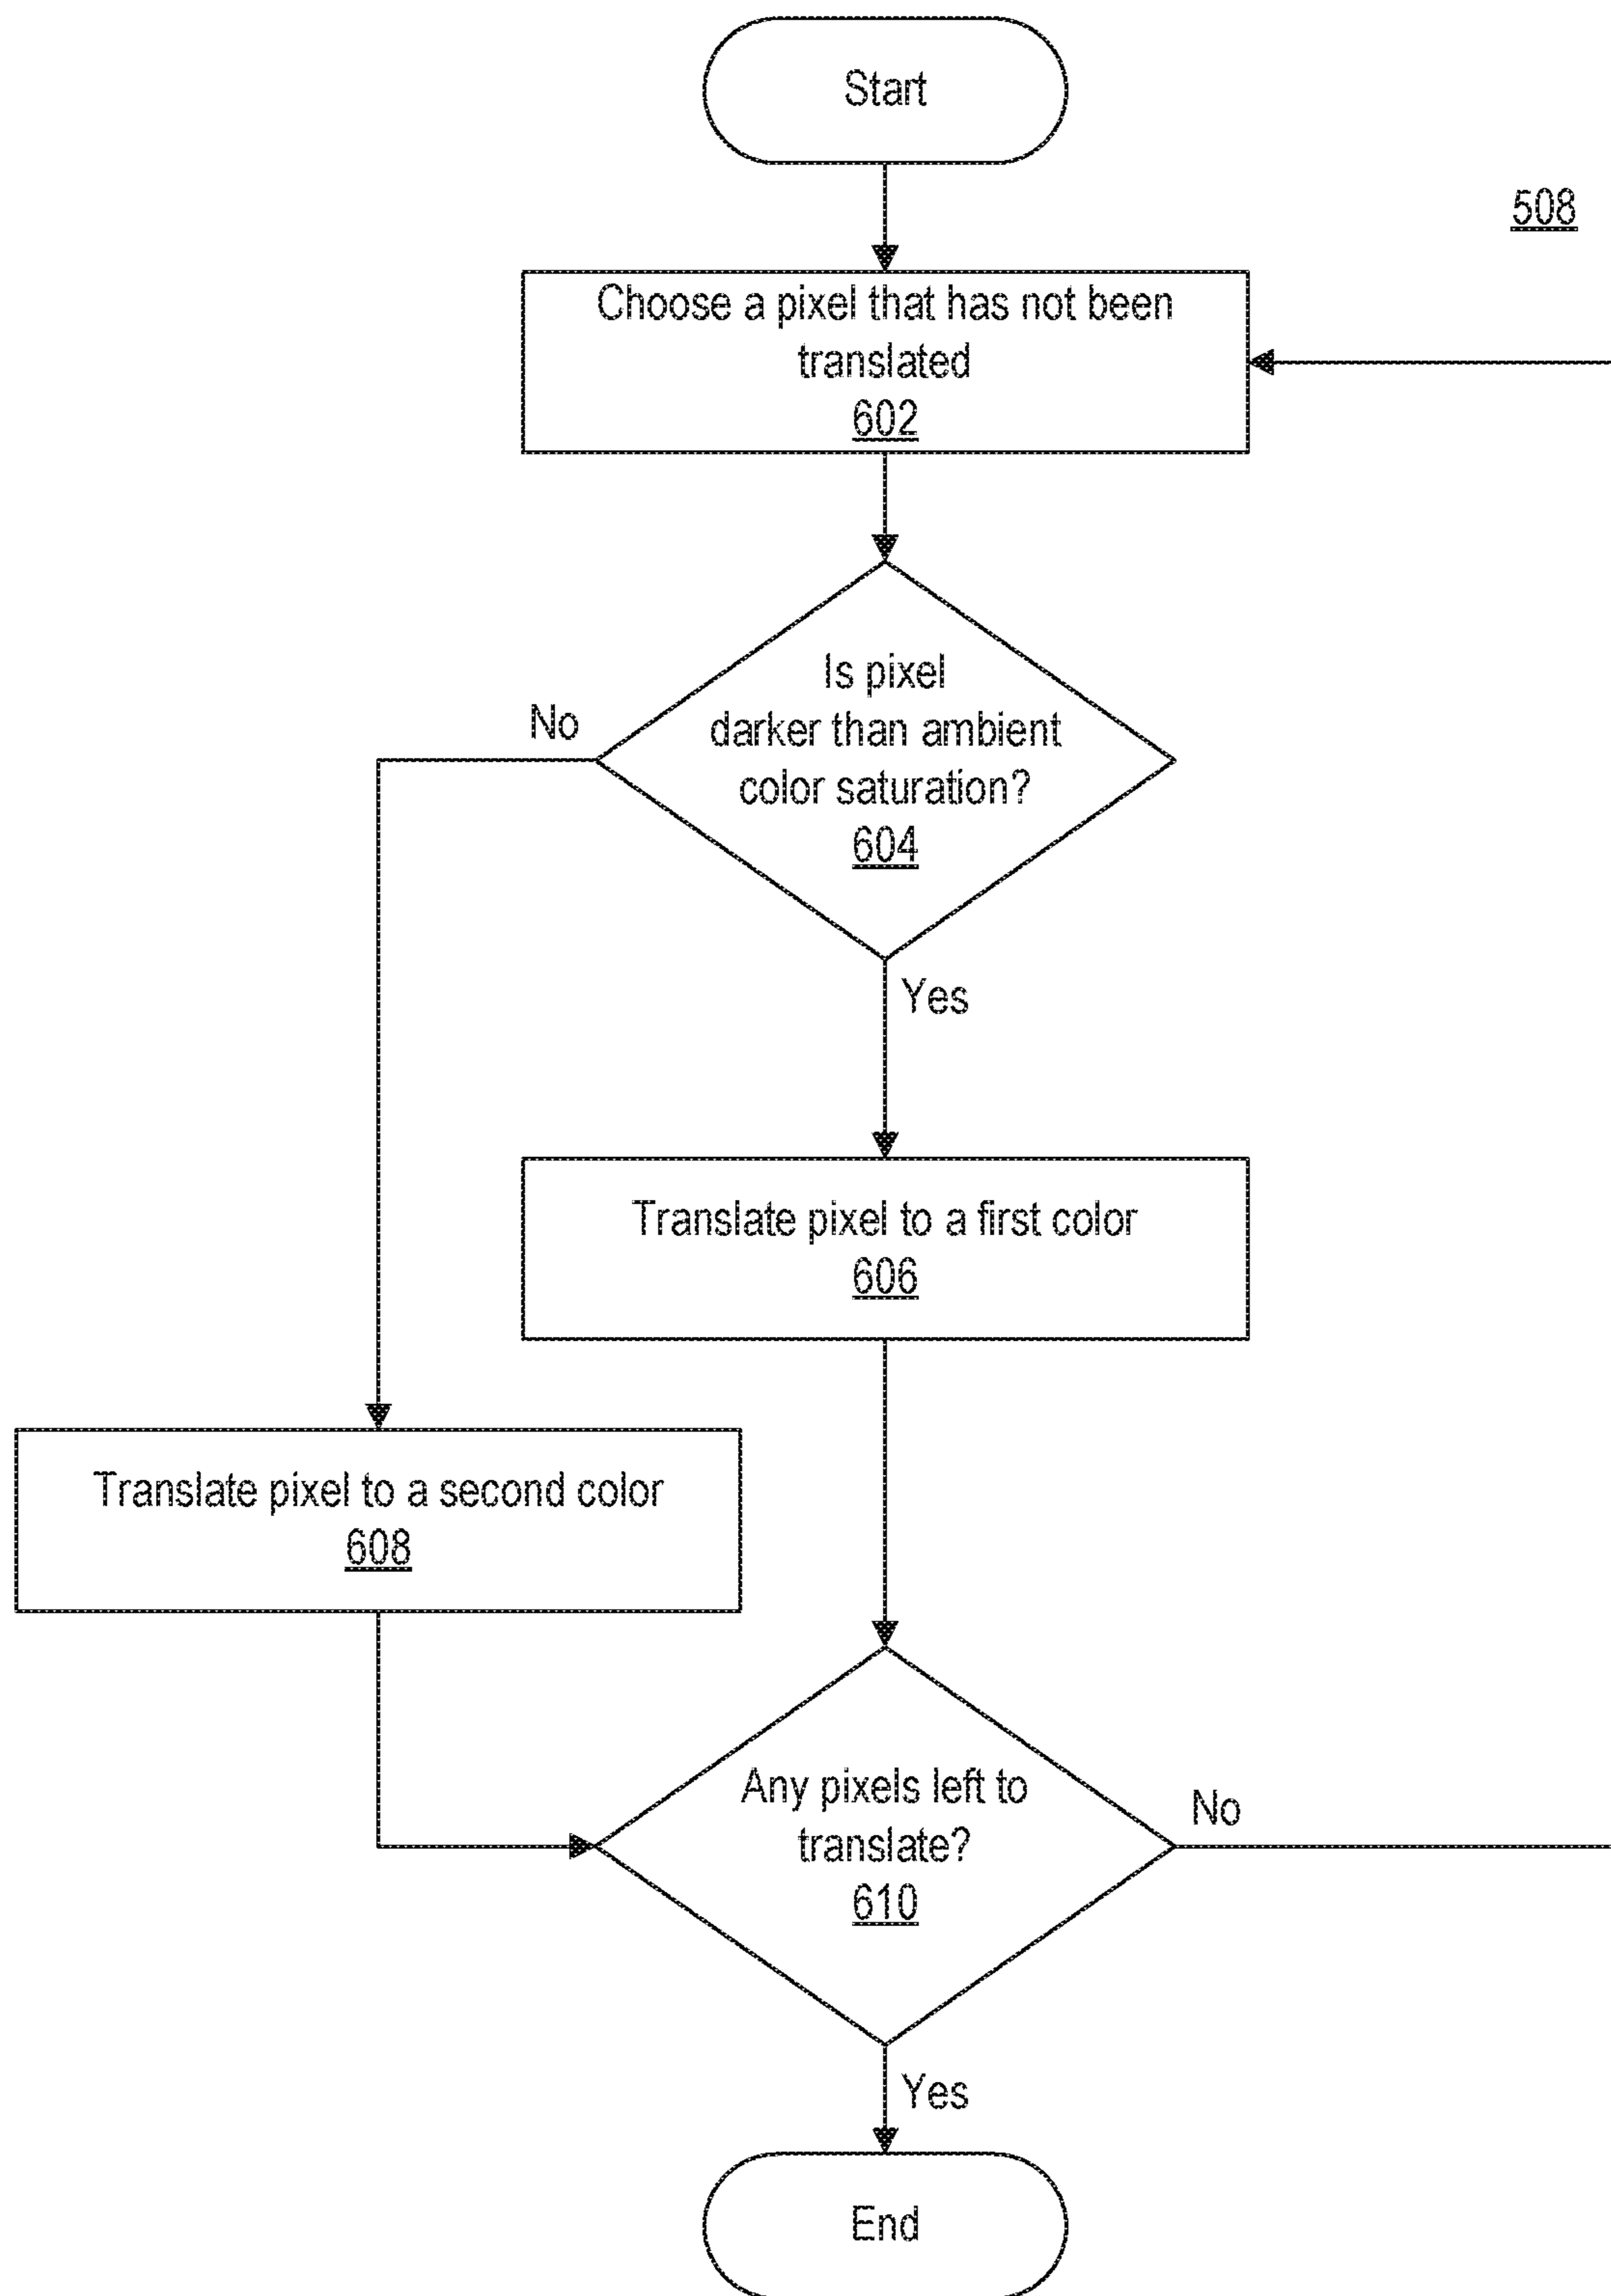 Start
508
Choose a pixel that has not been
translated
602
Is pixel
darker than ambient
color saturation?
604
No
Yes
Translate pixel to a first color
606
Translate pixel to a second color
608
Any pixels left to
translate?
610
No
Yes
End